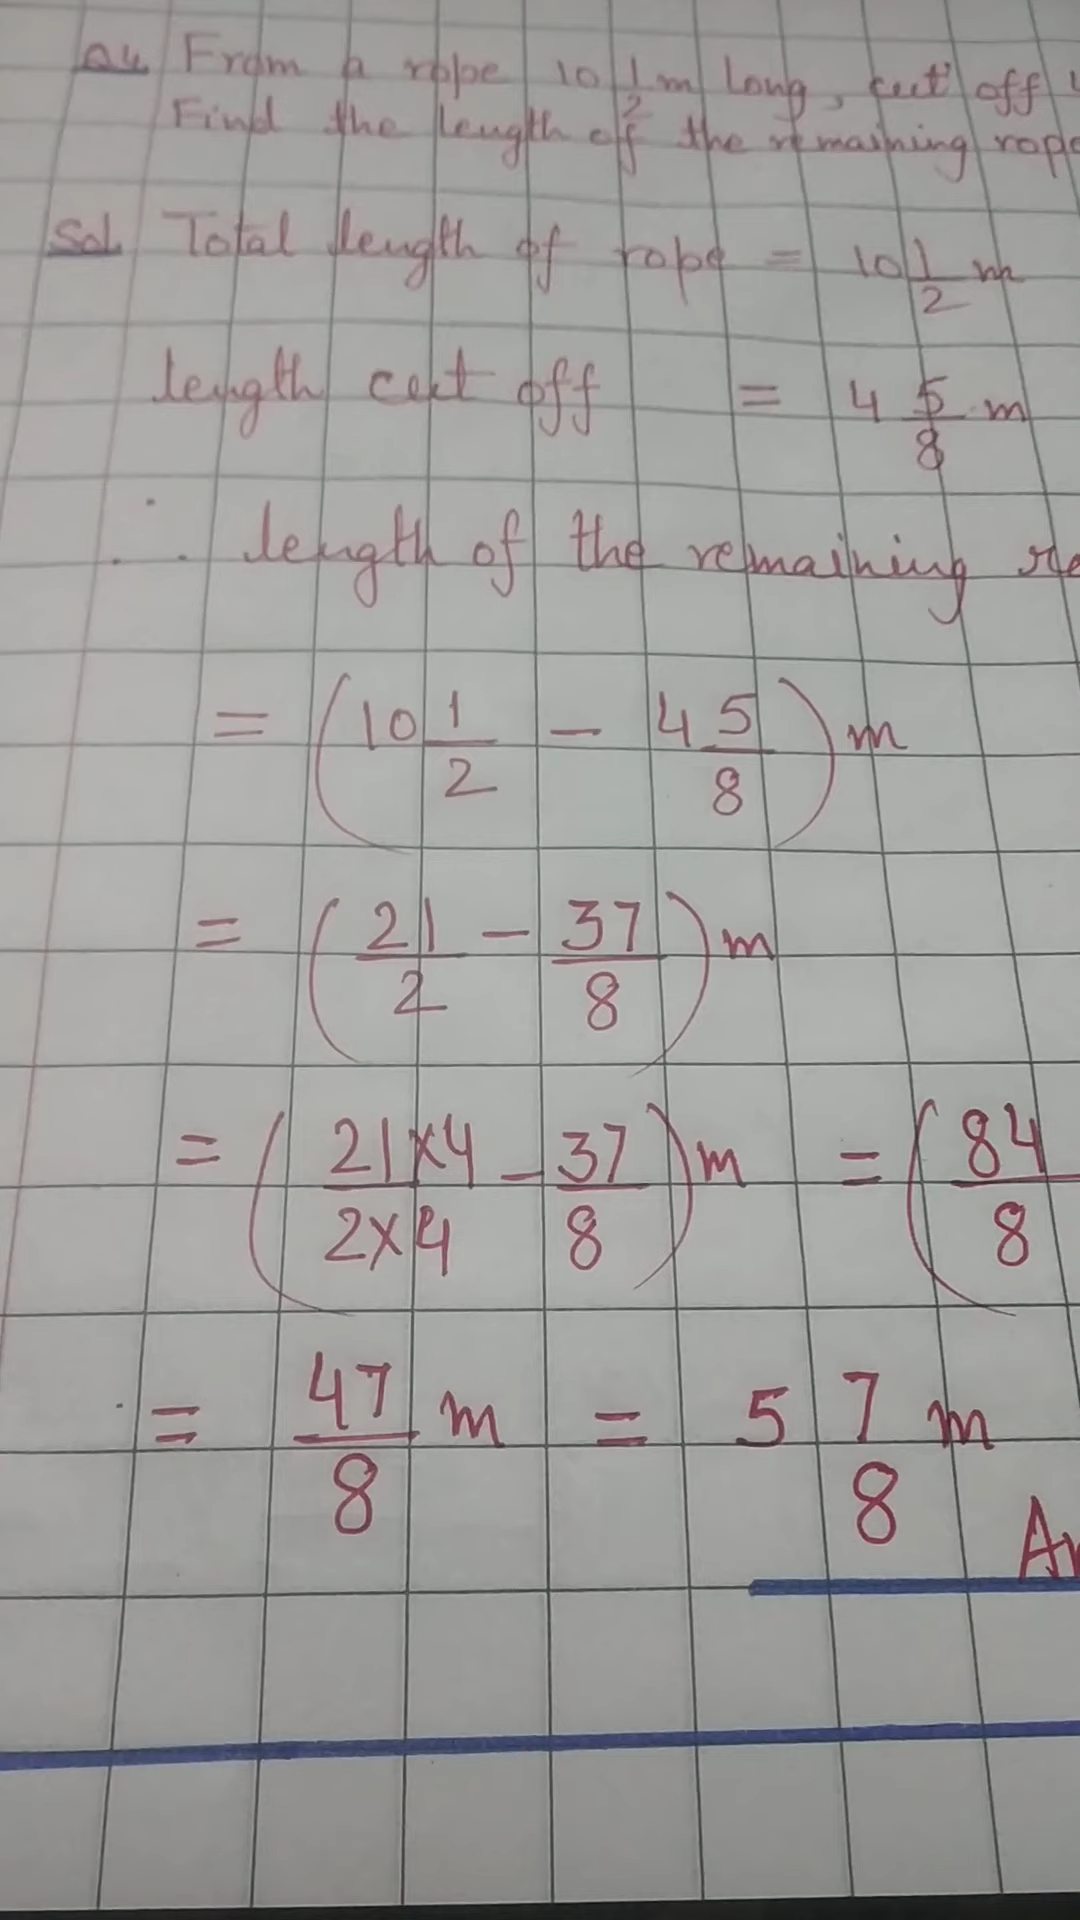 Q4 From a rope 10 1/2 m long, cut off
Find the length of the remaining rope
Sol Total length of rope = 10 1/2 m
length cut off = 4 5/8 m
∴ length of the remaining
= (10 1/2 - 4 5/8) m
= (21/2 - 37/8) m
= (21×4/2×4 - 37/8) m = (84/8
= 47/8 m = 5 7/8 m